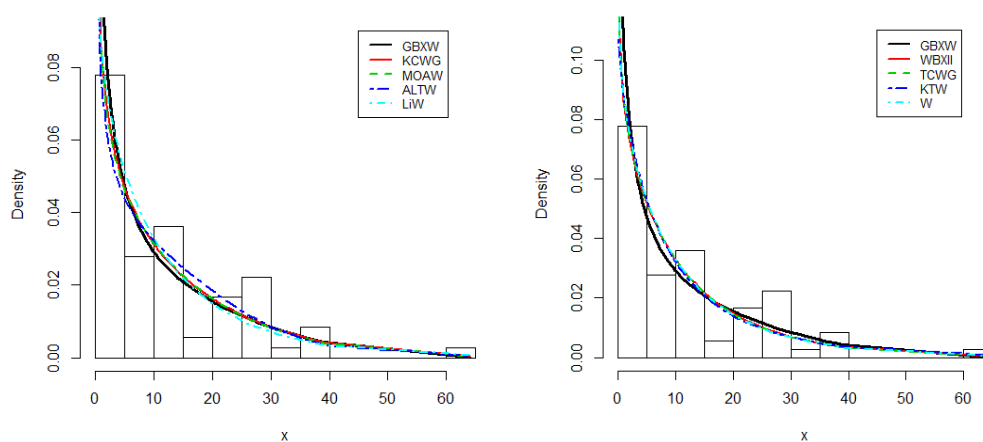 GBXW
KCWG
MOAW
ALTW
LiW
Density
0.00 0.02 0.04 0.06 0.08
0 10 20 30 40 50 60
x
GBXW
WBXII
TCWG
KTW
W
Density
0.00 0.02 0.04 0.06 0.08 0.10
0 10 20 30 40 50 60
x